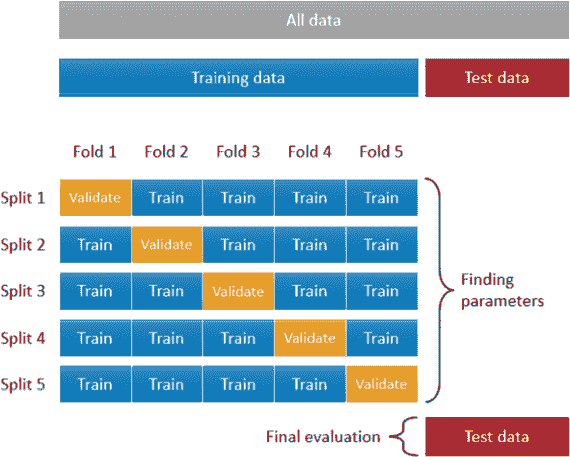 All data
Training data Test data
Fold 1 Fold 2 Fold 3 Fold 4 Fold 5
Split 1 Validate Train Train Train Train
Split 2 Train Validate Train Train Train
Split 3 Train Train Validate Train Train
Split 4 Train Train Train Validate Train
Split 5 Train Train Train Train Validate
Finding
parameters
Final evaluation Test data